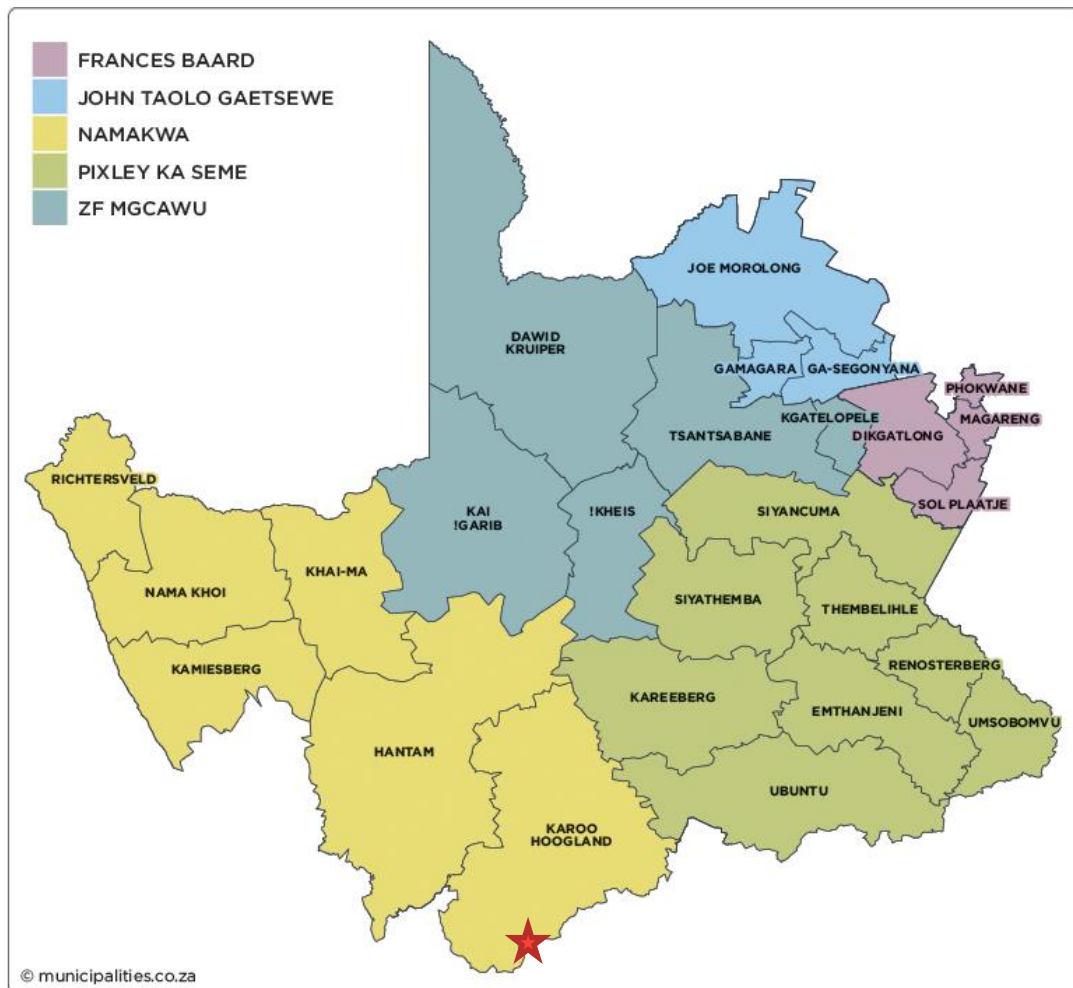 FRANCES BAARD
JOHN TAOLO GAETSEWE
NAMAKWA
PIXLEY KA SEME
ZF MGCAWU
JOE MOROLONG
DAWID
KRUIPER
GAMAGARA
GA-SEGONYANA
PHOKWANE
KGATELOPELE
MAGARENG
TSANTSABANE
DIKGATLONG
RICHTERSVELD
SOL PLAATJE
KAI
!GARIB
!KHEIS
SIYANCUMA
KHAI-MA
NAMA KHOI
SIYATHEMBA
THEMBELIHLE
KAMIESBERG
RENOSTERBERG
KAREEBERG
EMTHANJENI
UMSOBOMVU
HANTAM
UBUNTU
KAROO
HOOGLAND
© municipalities.co.za